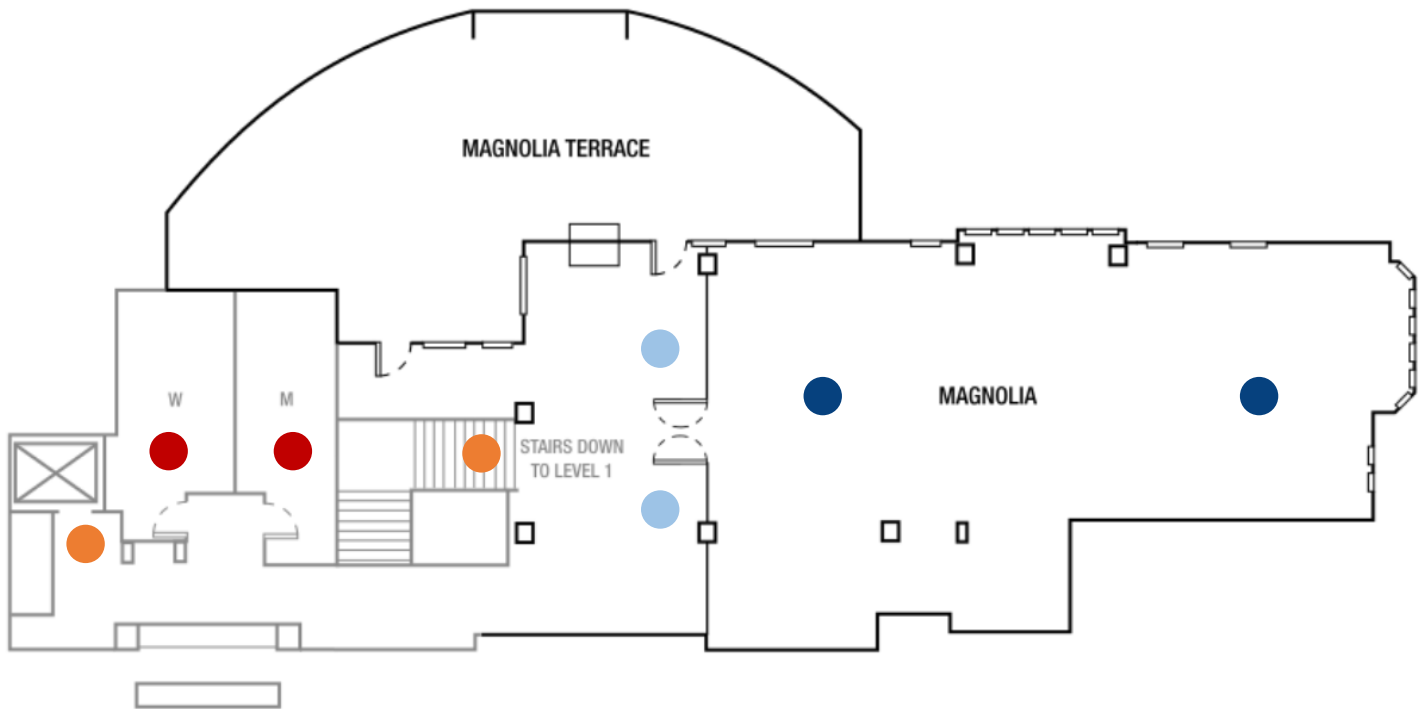 MAGNOLIA TERRACE
W
M
MAGNOLIA
STAIRS DOWN
TO LEVEL 1